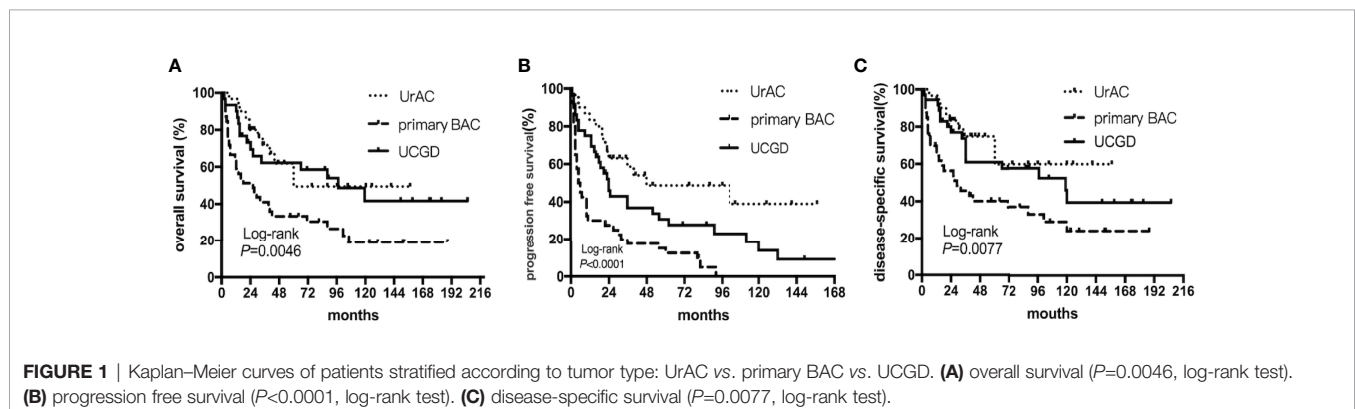 A
B
C
overall survival (%)
100
80
60
40
20
0
UrAC
primary BAC
UCGD
Log-rank
P=0.0046
0 24 48 72 96 120 144 168 192 216
months
progression free survival(%)
100
80
60
40
20
0
UrAC
primary BAC
UCGD
Log-rank
P<0.0001
0 24 48 72 96 120 144 168
months
disease-specific survival(%)
100
80
60
40
20
0
UrAC
primary BAC
UCGD
Log-rank
P=0.0077
0 24 48 72 96 120 144 168 192 216
mouths
FIGURE 1 | Kaplan–Meier curves of patients stratified according to tumor type: UrAC vs. primary BAC vs. UCGD. (A) overall survival (P=0.0046, log-rank test).
(B) progression free survival (P<0.0001, log-rank test). (C) disease-specific survival (P=0.0077, log-rank test).